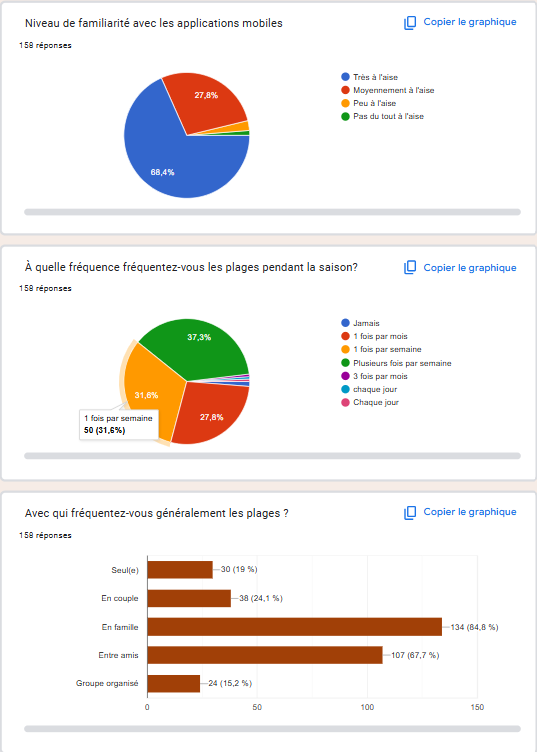 Niveau de familiarité avec les applications mobiles
Copier le graphique
158 réponses
27,8%
68,4%
Très à l'aise
Moyennement à l'aise
Peu à l'aise
Pas du tout à l'aise
À quelle fréquence fréquentez-vous les plages pendant la saison?
Copier le graphique
158 réponses
37,3%
31,6%
27,8%
1 fois par semaine
50 (31,6%)
Jamais
1 fois par mois
1 fois par semaine
Plusieurs fois par semaine
3 fois par mois
chaque jour
Chaque jour
Avec qui fréquentez-vous généralement les plages ?
Copier le graphique
158 réponses
Seul(e)
30 (19 %)
En couple
38 (24,1 %)
En famille
134 (84,8 %)
Entre amis
107 (67,7 %)
Groupe organisé
24 (15,2 %)
0 50 100 150